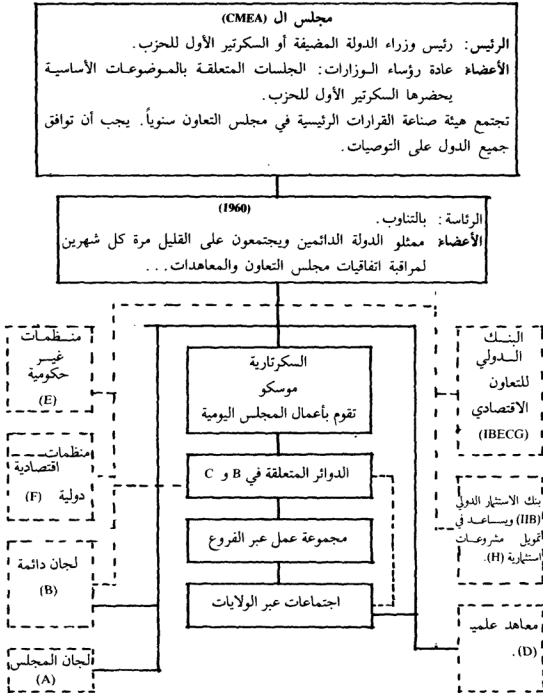 مجلس ال (CMEA)
الرئيس: رئيس وزراء الدولة المضيفة أو السكرتير الأول للحزب.
الأعضاء عادة رؤساء الوزارات: الجلسات المتعلقة بالموضوعات الأساسية
يحضرها السكرتير الأول للحزب.
تجتمع هيئة صناعة القرارات الرئيسية في مجلس التعاون سنوياً. يجب أن توافق
جميع الدول على التوصيات.
(1960)
الرئاسة: بالتناوب.
الأعضاء ممثلو الدولة الدائمين ويجتمعون على القليل مرة كل شهرين
لمراقبة اتفاقيات مجلس التعاون والمعاهدات...
منظمات
غير
حكومية
(E)
البنك
الدولي
للتعاون
الاقتصادي
(IBECG)
السكرتارية
موسكو
تقوم بأعمال المجلس اليومية
منظمات
اقتصادية
دولية (F)
الدوائر المتعلقة في B و C
بنك الاستثمار الدولي
(IIB) ويساعد في
تمويل مشروعات
استثمارية (H).
مجموعة عمل عبر الفروع
لجان دائمة
(B)
اجتماعات عبر الولايات
معاهد علمية
(D).
لجان المجلس
(A)